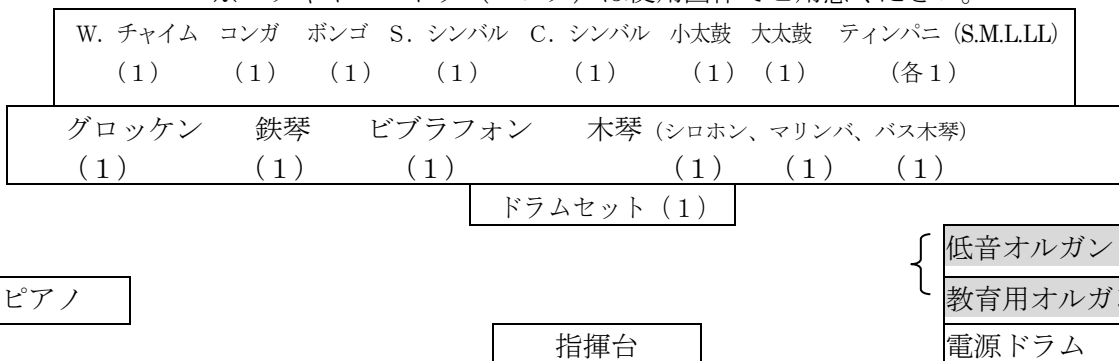 W. チャイム コンガ ボンゴ S. シンバル C. シンバル 小太鼓 大太鼓 ティンパニ (S.M.L.LL)
(1) (1) (1) (1) (1) (1) (1) (各1)
グロッケン 鉄琴 ビブラフォン 木琴 (シロホン、マリンバ、バス木琴)
(1) (1) (1) (1) (1) (1)
ドラムセット (1)
低音オルガン
ピアノ 教育用オルガ
指揮台 電源ドラム